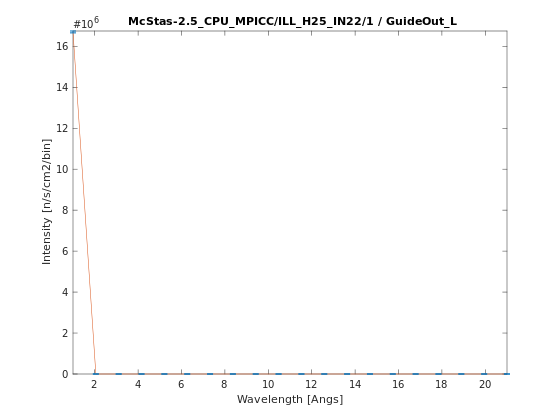 McStas-2.5_CPU_MPICC/ILL_H25_IN22/1 / GuideOut_L
#10^6
16
14
12
10
8
6
4
2
0
Intensity [n/s/cm2/bin]
2 4 6 8 10 12 14 16 18 20
Wavelength [Angs]